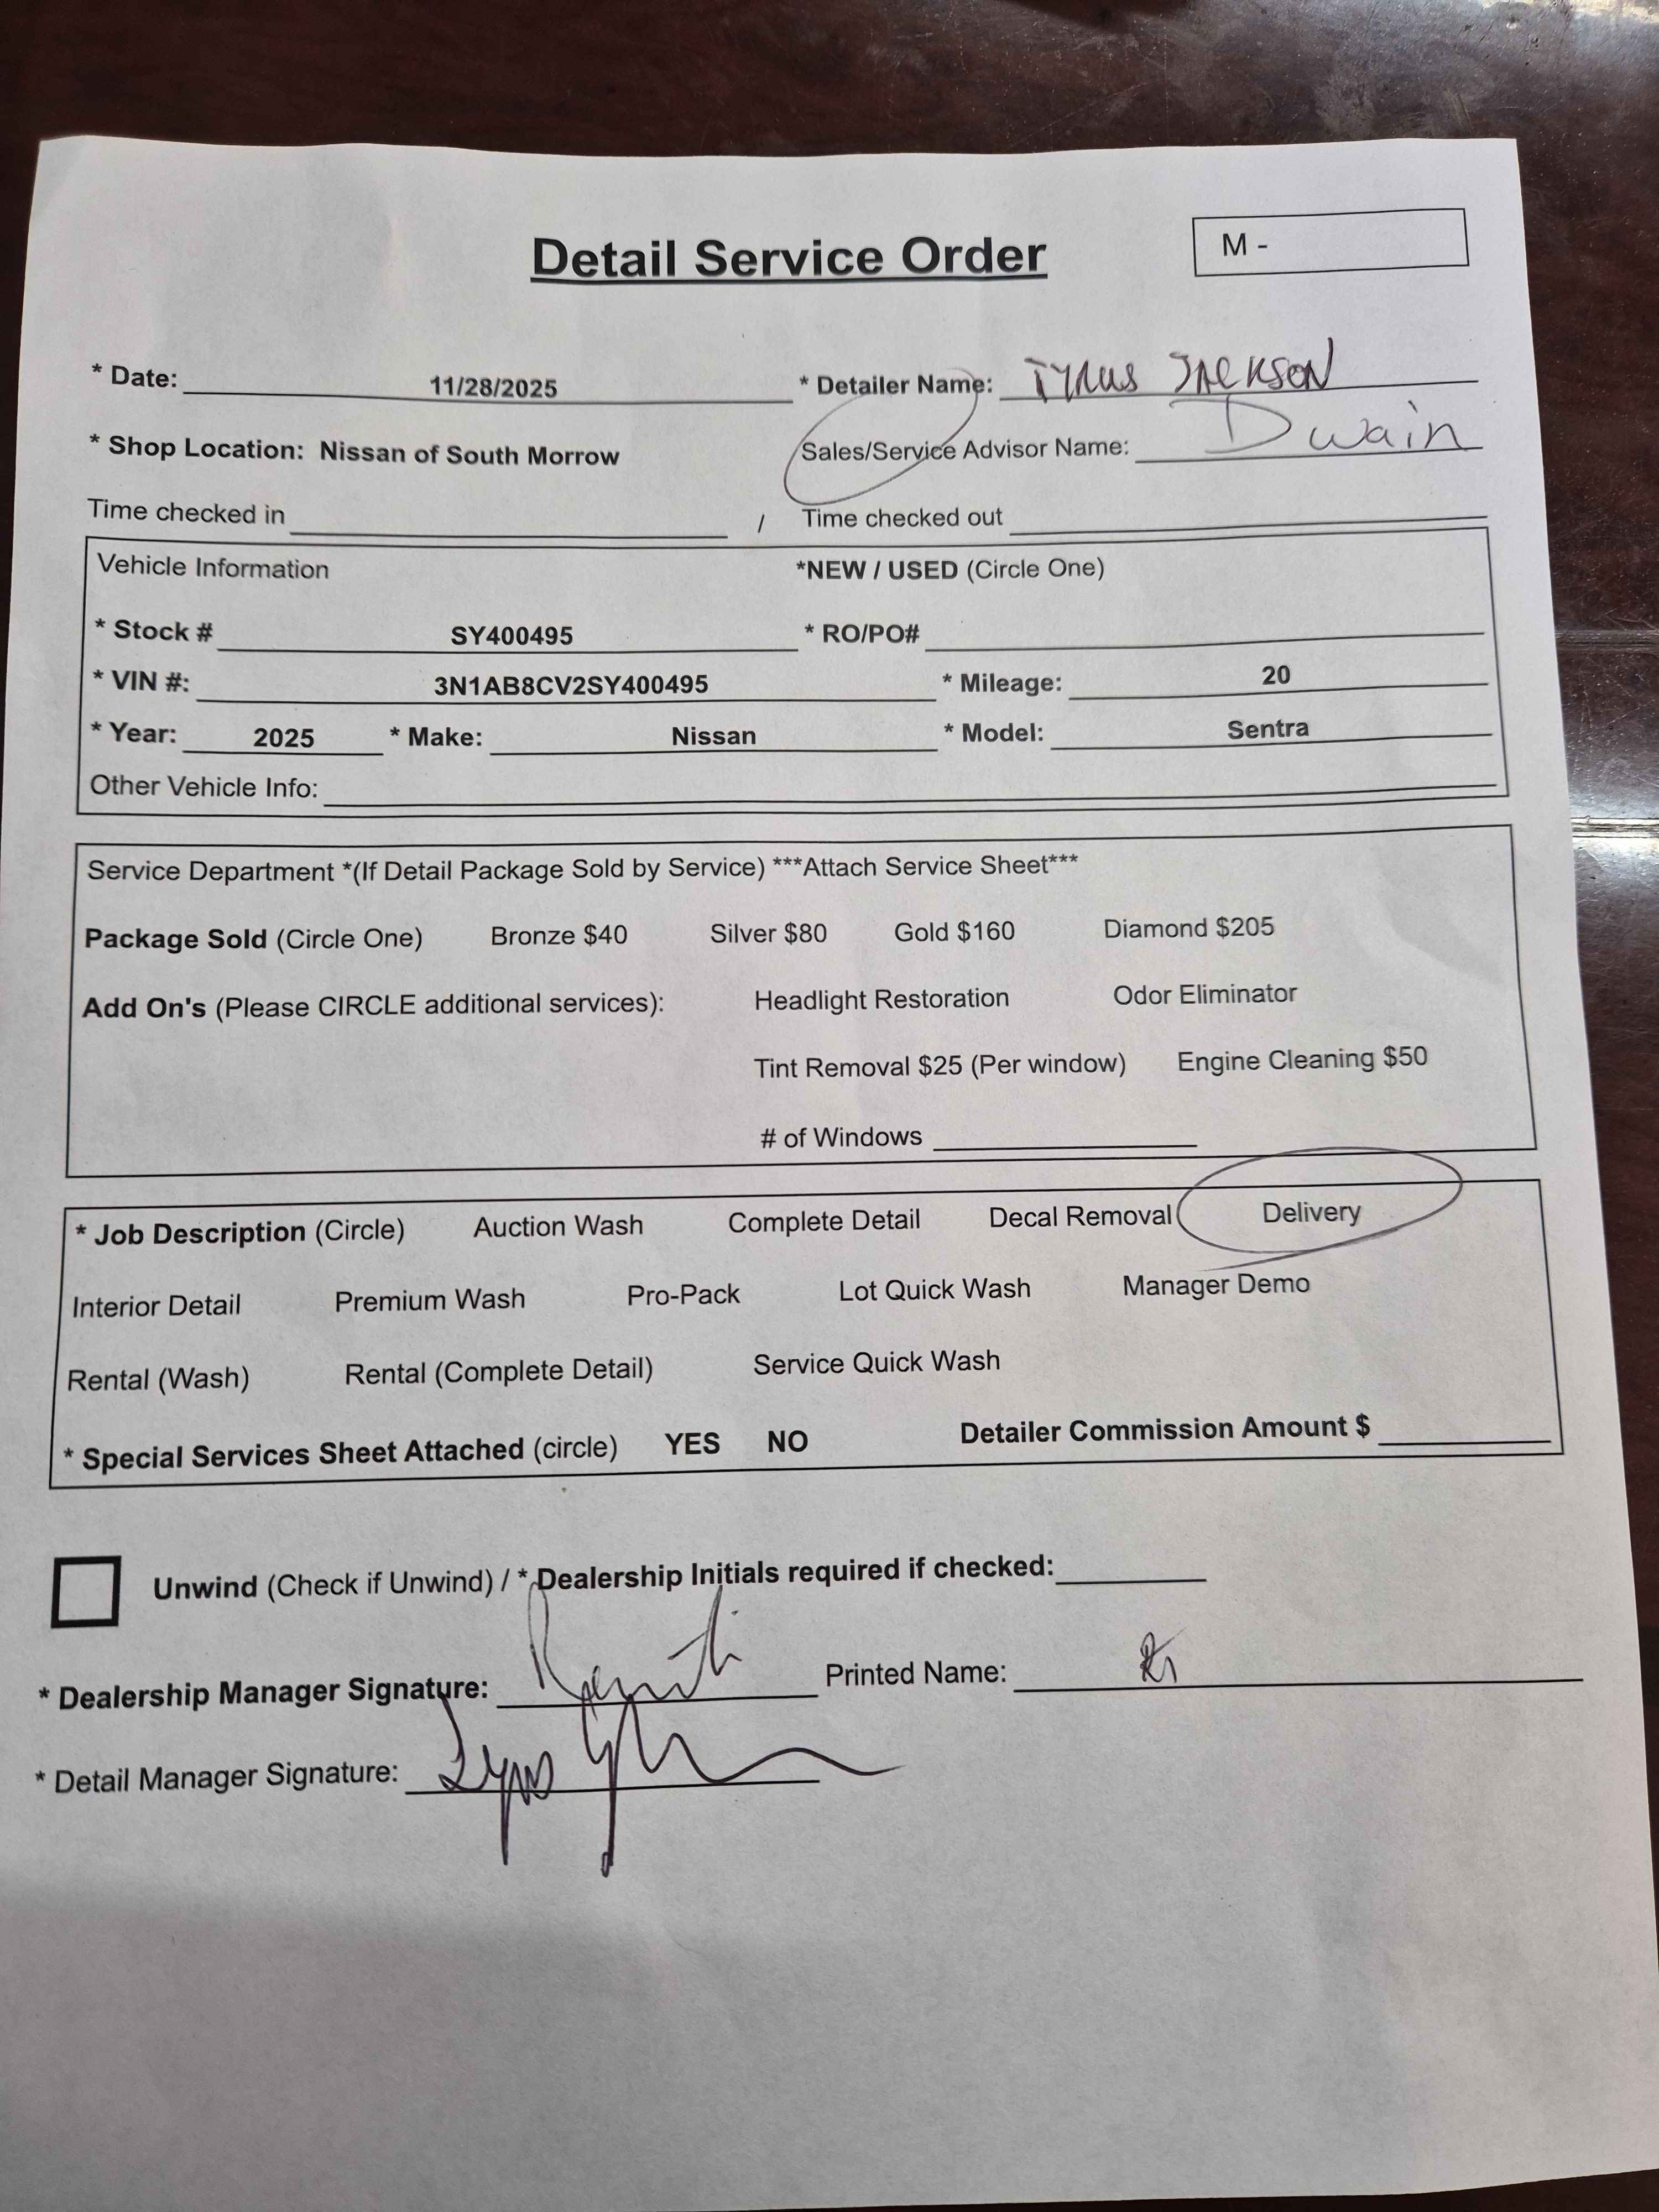 Detail Service Order
M -
* Date: 11/28/2025 * Detailer Name: TYRUS JACKSON
* Shop Location: Nissan of South Morrow Sales/Service Advisor Name: Dwain
Time checked in / Time checked out
Vehicle Information *NEW / USED (Circle One)
* Stock # SY400495 * RO/PO#
* VIN #: 3N1AB8CV2SY400495 * Mileage: 20
* Year: 2025 * Make: Nissan * Model: Sentra
Other Vehicle Info:
Service Department *(If Detail Package Sold by Service) ***Attach Service Sheet***
Package Sold (Circle One) Bronze $40 Silver $80 Gold $160 Diamond $205
Add On's (Please CIRCLE additional services): Headlight Restoration Odor Eliminator
Tint Removal $25 (Per window) Engine Cleaning $50
# of Windows
* Job Description (Circle) Auction Wash Complete Detail Decal Removal Delivery
Interior Detail Premium Wash Pro-Pack Lot Quick Wash Manager Demo
Rental (Wash) Rental (Complete Detail) Service Quick Wash
* Special Services Sheet Attached (circle) YES NO Detailer Commission Amount $
Unwind (Check if Unwind) / * Dealership Initials required if checked:
* Dealership Manager Signature: Printed Name:
* Detail Manager Signature: